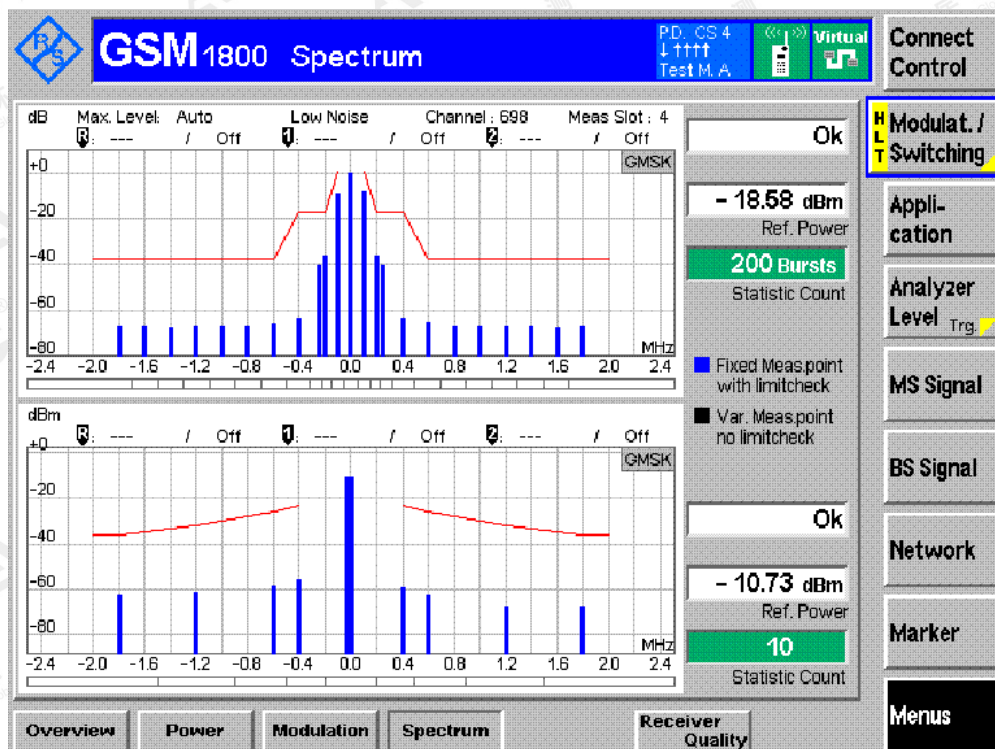 R/S
GSM 1800 Spectrum
P.D. CS 4
↓ ↑↑↑↑
Test M. A
Virtual
Connect Control
dB Max. Level: Auto Low Noise Channel : 698 Meas Slot : 4
R: --- / Off 1: --- / Off 2: --- / Off
GMSK
+0
-20
-40
-60
-80
MHz
-2.4 -2.0 -1.6 -1.2 -0.8 -0.4 0.0 0.4 0.8 1.2 1.6 2.0 2.4
Ok
- 18.58 dBm
Ref. Power
200 Bursts
Statistic Count
Fixed Meas.point
with limitcheck
Var. Meas.point
no limitcheck
dBm
R: --- / Off 1: --- / Off 2: --- / Off
GMSK
+0
-20
-40
-60
-80
MHz
-2.4 -2.0 -1.6 -1.2 -0.8 -0.4 0.0 0.4 0.8 1.2 1.6 2.0 2.4
Ok
- 10.73 dBm
Ref. Power
10
Statistic Count
HLT
Modulat. /
Switching
Appli-
cation
Analyzer
Level Trg.
MS Signal
BS Signal
Network
Marker
Menus
Overview Power Modulation Spectrum Receiver
Quality